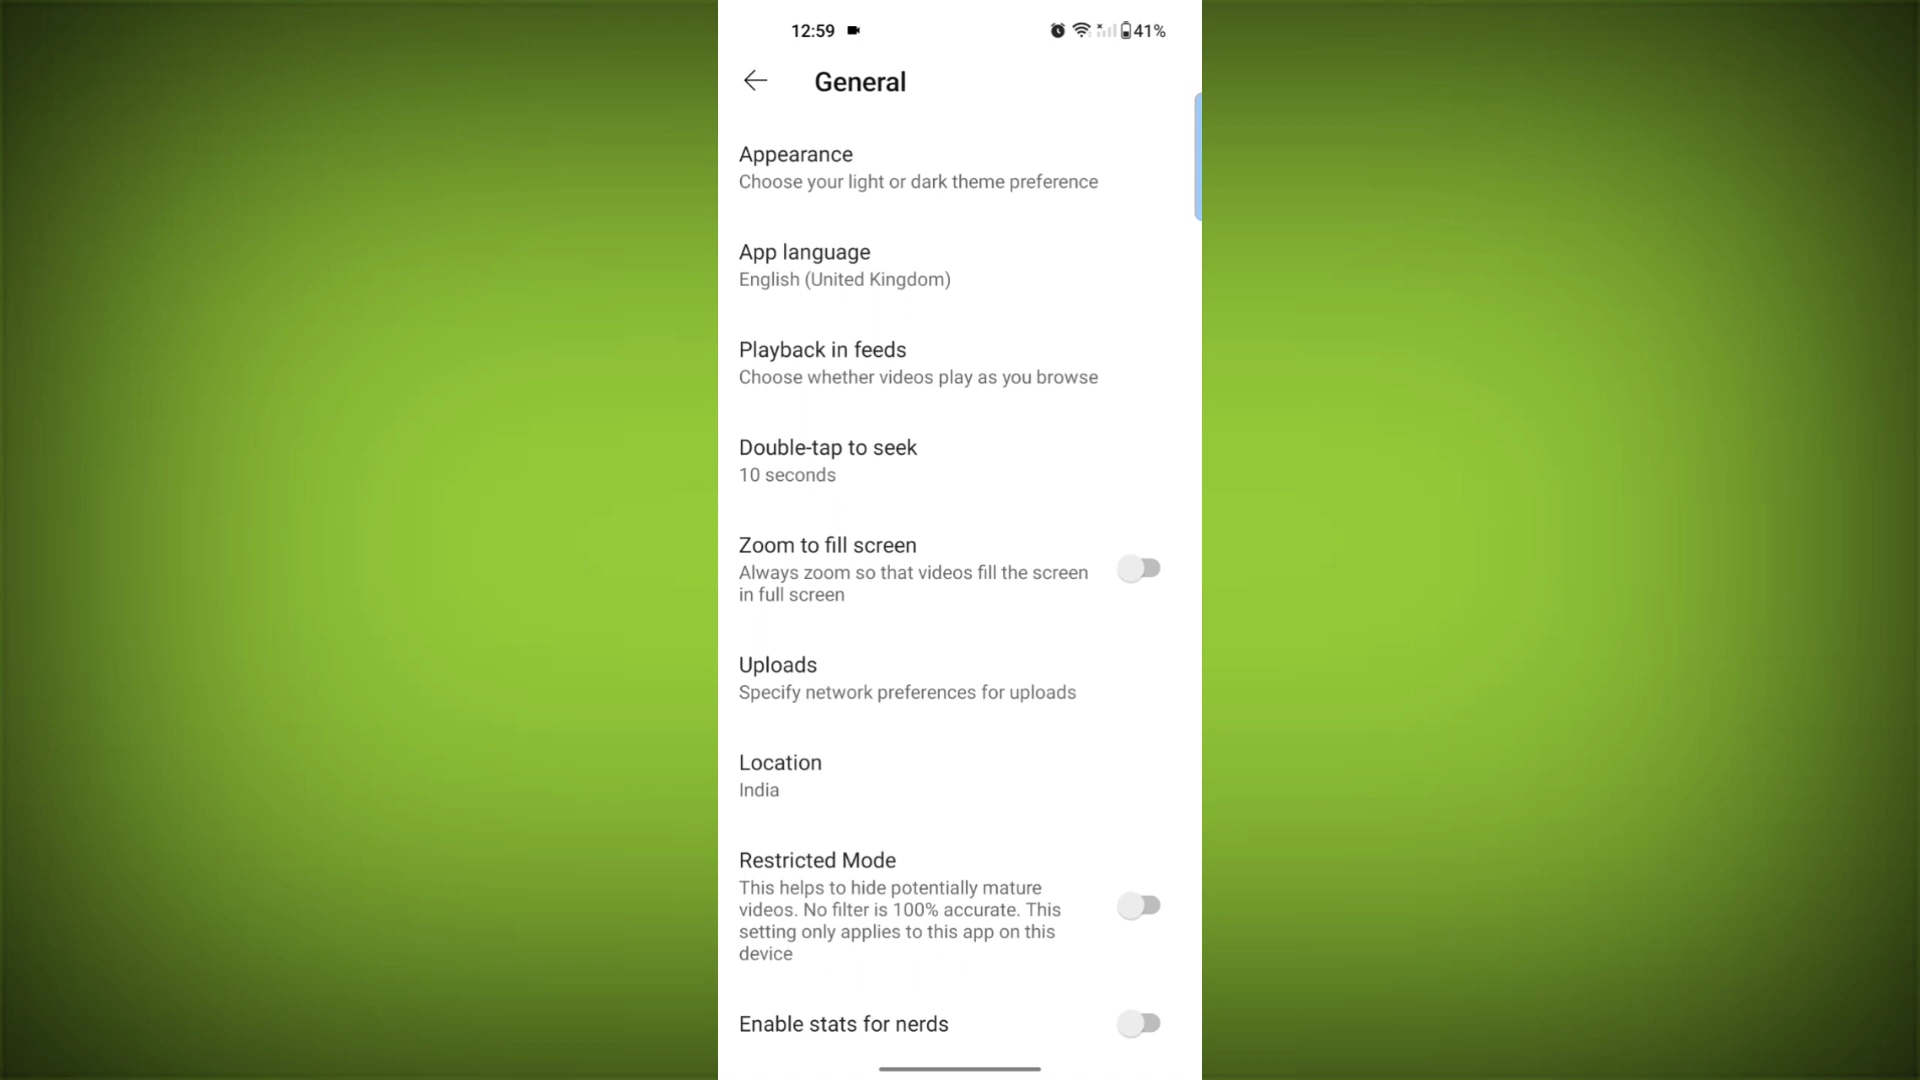 12:59
41%
General
Appearance
Choose your light or dark theme preference
App language
English (United Kingdom)
Playback in feeds
Choose whether videos play as you browse
Double-tap to seek
10 seconds
Zoom to fill screen
Always zoom so that videos fill the screen
in full screen
Uploads
Specify network preferences for uploads
Location
India
Restricted Mode
This helps to hide potentially mature
videos. No filter is 100% accurate. This
setting only applies to this app on this
device
Enable stats for nerds